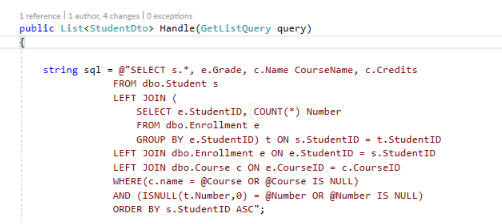 1 reference | 1 author, 4 changes | 0 exceptions
public List<StudentDto> Handle(GetListQuery query)
{
string sql = @"SELECT s.*, e.Grade, c.Name CourseName, c.Credits
FROM dbo.Student s
LEFT JOIN (
SELECT e.StudentID, COUNT(*) Number
FROM dbo.Enrollment e
GROUP BY e.StudentID) t ON s.StudentID = t.StudentID
LEFT JOIN dbo.Enrollment e ON e.StudentID = s.StudentID
LEFT JOIN dbo.Course c ON e.CourseID = c.CourseID
WHERE(c.name = @Course OR @Course IS NULL)
AND (ISNULL(t.Number,0) = @Number OR @Number IS NULL)
ORDER BY s.StudentID ASC";